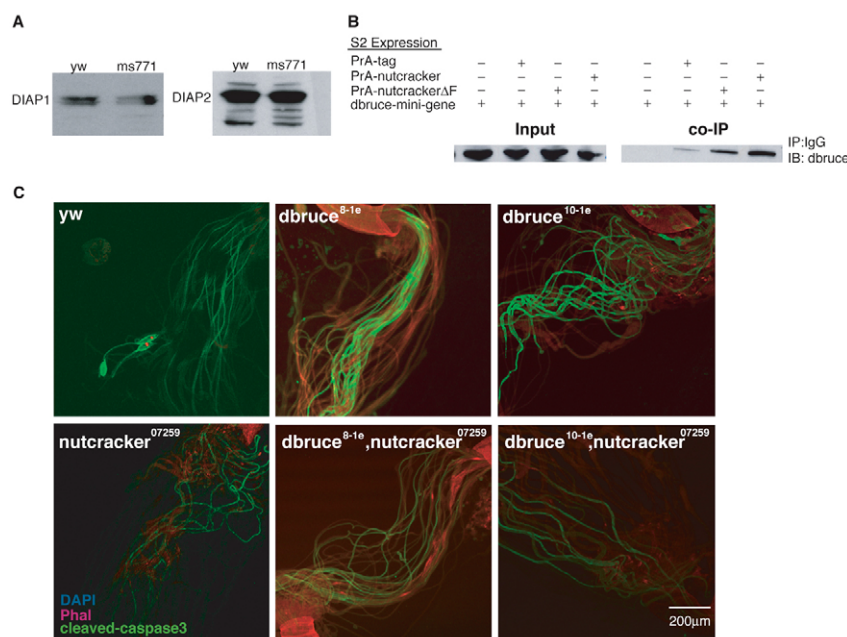 A
yw ms771
DIAP1
yw ms771
DIAP2
B
S2 Expression
PrA-tag – + – – – + – –
PrA-nutcracker – – – + – – – +
PrA-nutcrackerΔF – – + – – – + –
dbruce-mini-gene + + + + + + + +
Input co-IP
IP:IgG
IB: dbruce
C
yw
dbruce8-1e
dbruce10-1e
nutcracker07259
dbruce8-1e,nutcracker07259
dbruce10-1e,nutcracker07259
DAPI
Phal
cleaved-caspase3
200µm